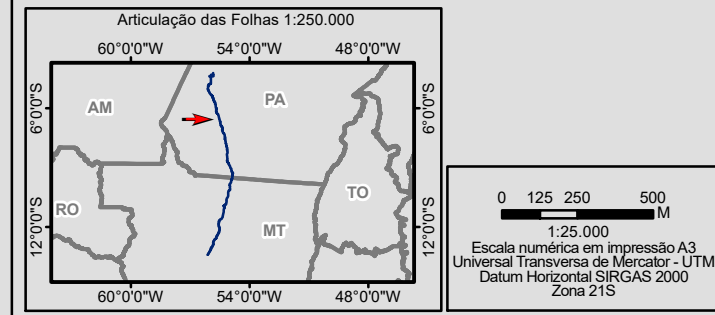 Articulação das Folhas 1:250.000
60°0'0"W 54°0'0"W 48°0'0"W
6°0'0"S
12°0'0"S
AM
PA
RO
TO
MT
6°0'0"S
12°0'0"S
60°0'0"W 54°0'0"W 48°0'0"W
0 125 250 500
M
1:25.000
Escala numérica em impressão A3
Universal Transversa de Mercator - UTM
Datum Horizontal SIRGAS 2000
Zona 21S